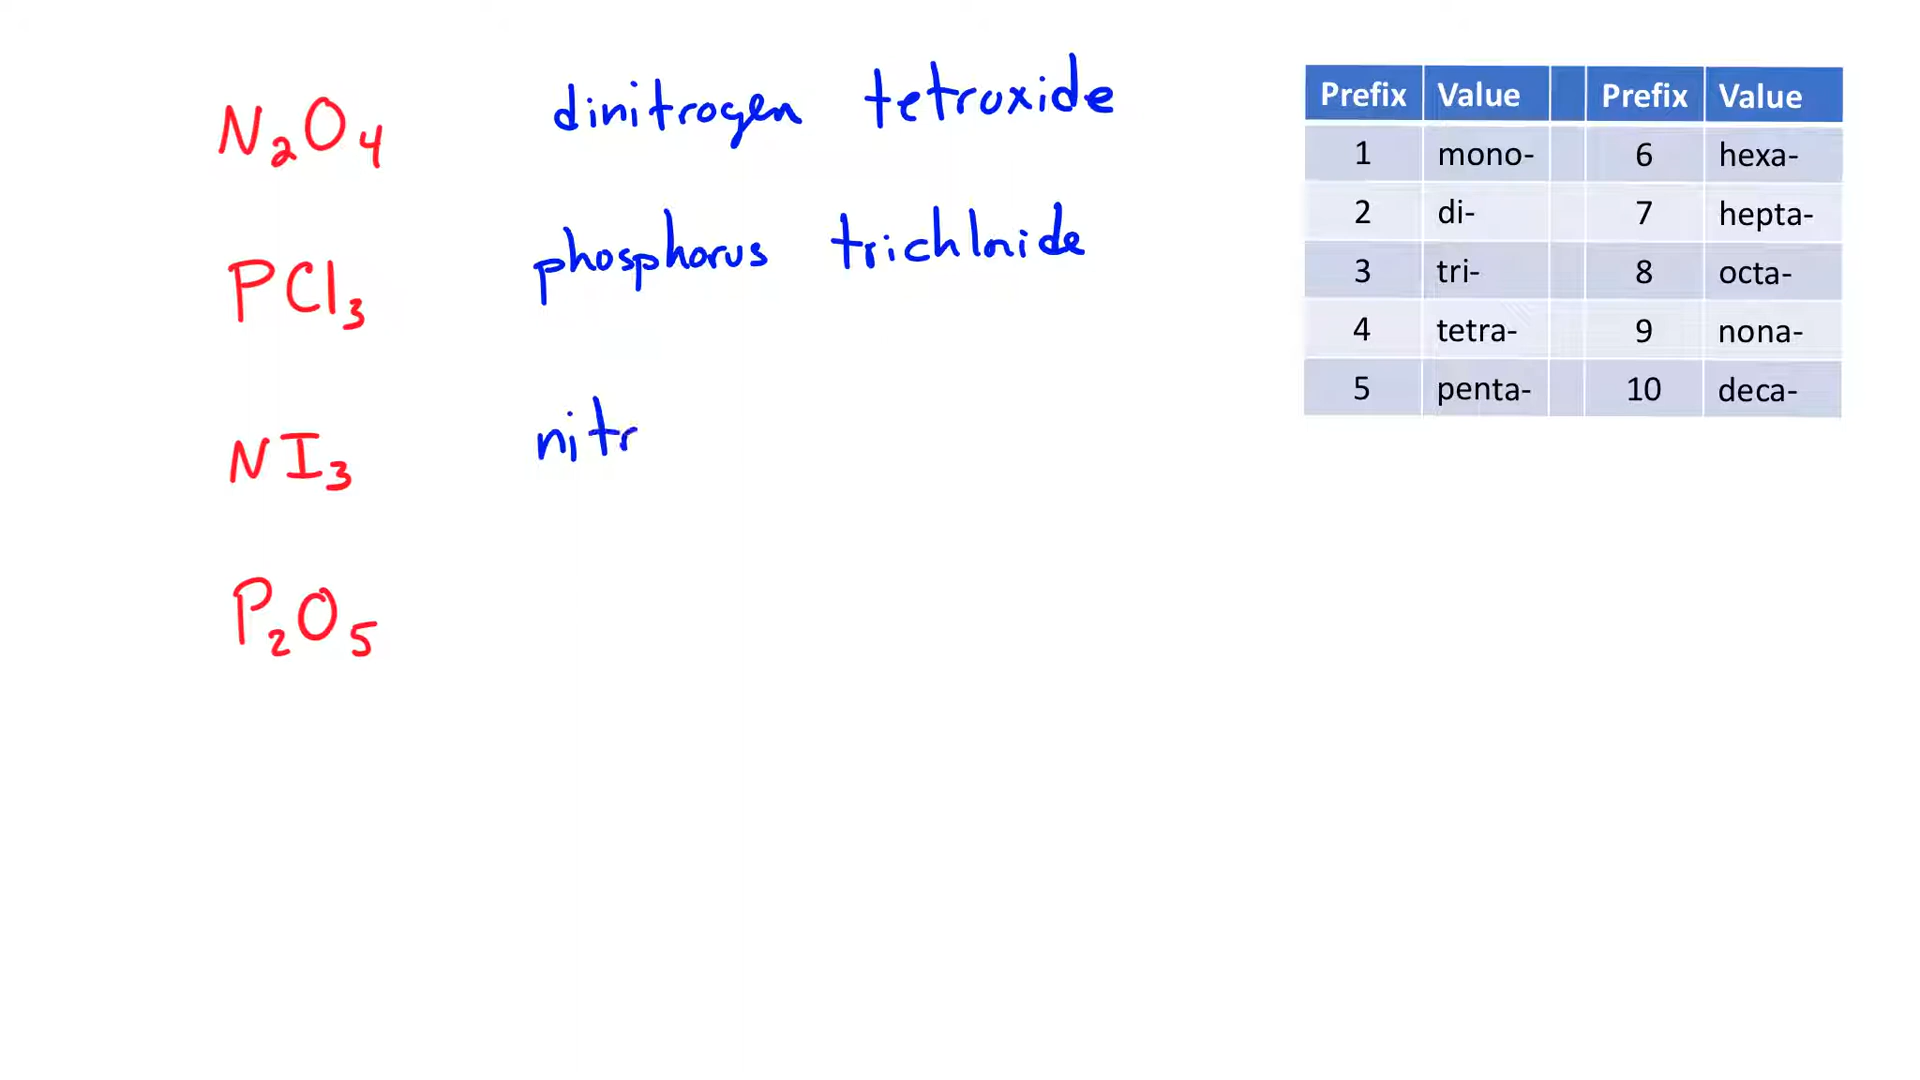 N₂O₄ dinitrogen tetroxide
PCl₃ phosphorus trichloride
NI₃ nitr
P₂O₅
Prefix Value Prefix Value
1 mono- 6 hexa-
2 di- 7 hepta-
3 tri- 8 octa-
4 tetra- 9 nona-
5 penta- 10 deca-